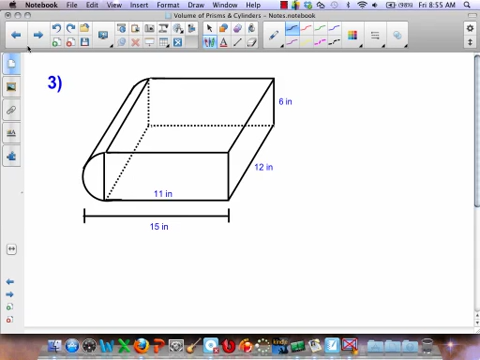 Notebook File Edit View Insert Format Draw Window Help (98%) Fri 8:55 AM
Volume of Prisms & Cylinders – Notes.notebook
3)
6 in
12 in
11 in
15 in